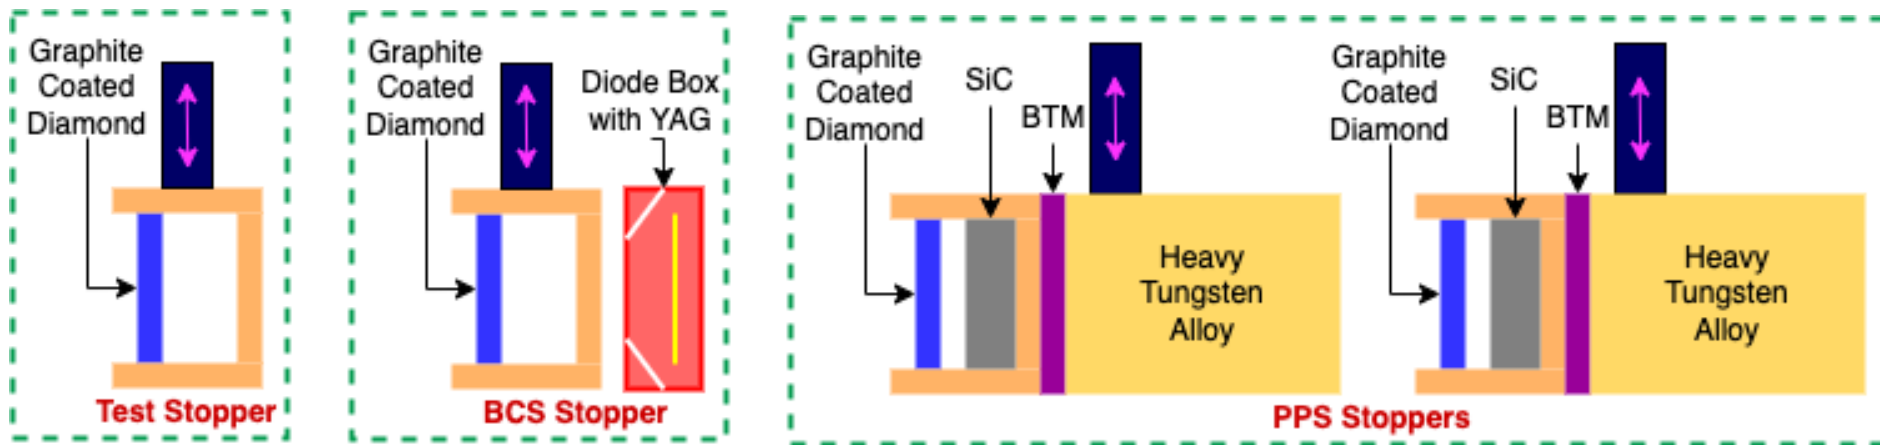 Graphite
Coated
Diamond
Test Stopper
Graphite
Coated
Diamond
Diode Box
with YAG
BCS Stopper
Graphite
Coated
Diamond
SiC
BTM
Heavy
Tungsten
Alloy
Graphite
Coated
Diamond
SiC
BTM
Heavy
Tungsten
Alloy
PPS Stoppers